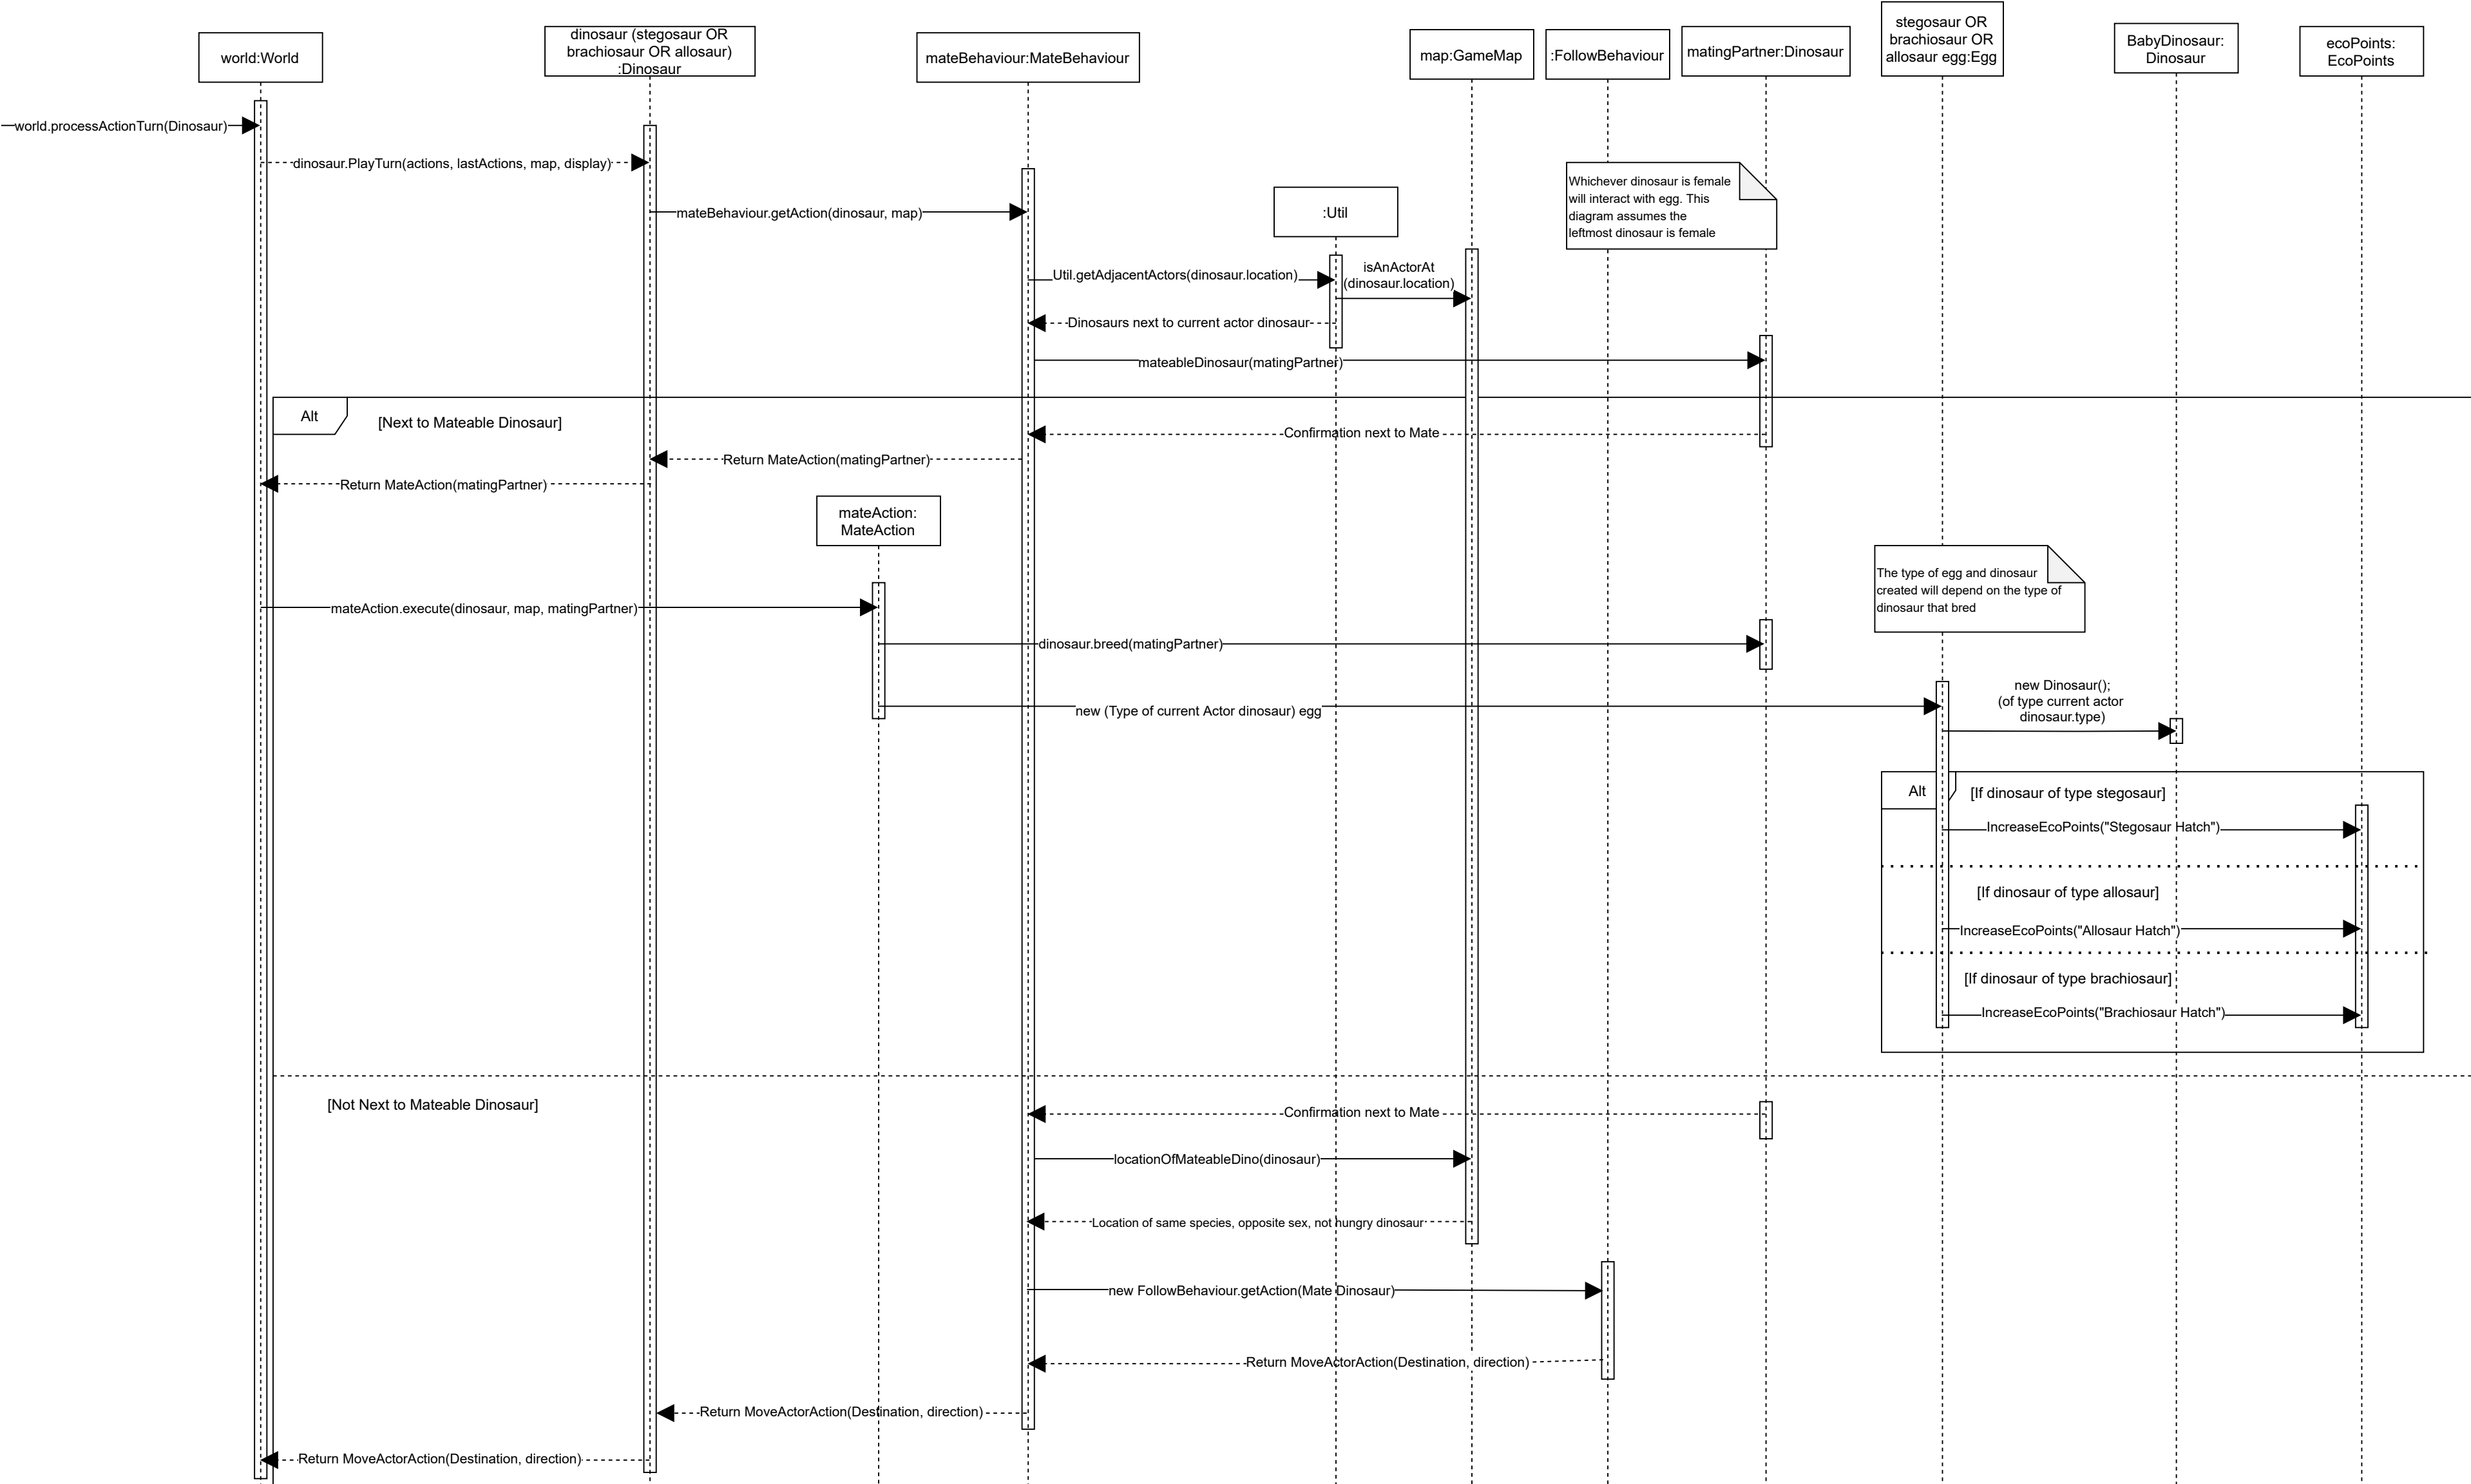 stegosaur OR
brachiosaur OR
allosaur egg:Egg
dinosaur (stegosaur OR
brachiosaur OR allosaur)
:Dinosaur
world:World
mateBehaviour:MateBehaviour
map:GameMap
:FollowBehaviour
matingPartner:Dinosaur
BabyDinosaur:
Dinosaur
ecoPoints:
EcoPoints
world.processActionTurn(Dinosaur)
dinosaur.PlayTurn(actions, lastActions, map, display)
Whichever dinosaur is female
will interact with egg. This
diagram assumes the
leftmost dinosaur is female
mateBehaviour.getAction(dinosaur, map)
:Util
Util.getAdjacentActors(dinosaur.location)
isAnActorAt
(dinosaur.location)
Dinosaurs next to current actor dinosaur
mateableDinosaur(matingPartner)
Alt
[Next to Mateable Dinosaur]
Confirmation next to Mate
Return MateAction(matingPartner)
Return MateAction(matingPartner)
mateAction:
MateAction
The type of egg and dinosaur
created will depend on the type of
dinosaur that bred
mateAction.execute(dinosaur, map, matingPartner)
dinosaur.breed(matingPartner)
new (Type of current Actor dinosaur) egg
new Dinosaur();
(of type current actor
dinosaur.type)
Alt
[If dinosaur of type stegosaur]
IncreaseEcoPoints("Stegosaur Hatch")
[If dinosaur of type allosaur]
IncreaseEcoPoints("Allosaur Hatch")
[If dinosaur of type brachiosaur]
IncreaseEcoPoints("Brachiosaur Hatch")
[Not Next to Mateable Dinosaur]
Confirmation next to Mate
locationOfMateableDino(dinosaur)
Location of same species, opposite sex, not hungry dinosaur
new FollowBehaviour.getAction(Mate Dinosaur)
Return MoveActorAction(Destination, direction)
Return MoveActorAction(Destination, direction)
Return MoveActorAction(Destination, direction)